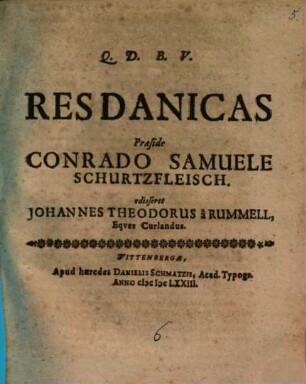 5
Q. D. B. V.
RES DANICAS
Præside
CONRADO SAMUELE
SCHURTZFLEISCH.
edisseret
JOHANNES THEODORUS à RUMMELL,
Eqves Curlandus.
WITTENBERGÆ,
Apud hæredes DANIELIS SCHMATZII, Acad. Typogr.
ANNO cIɔ Iɔc LXXIII.
6.